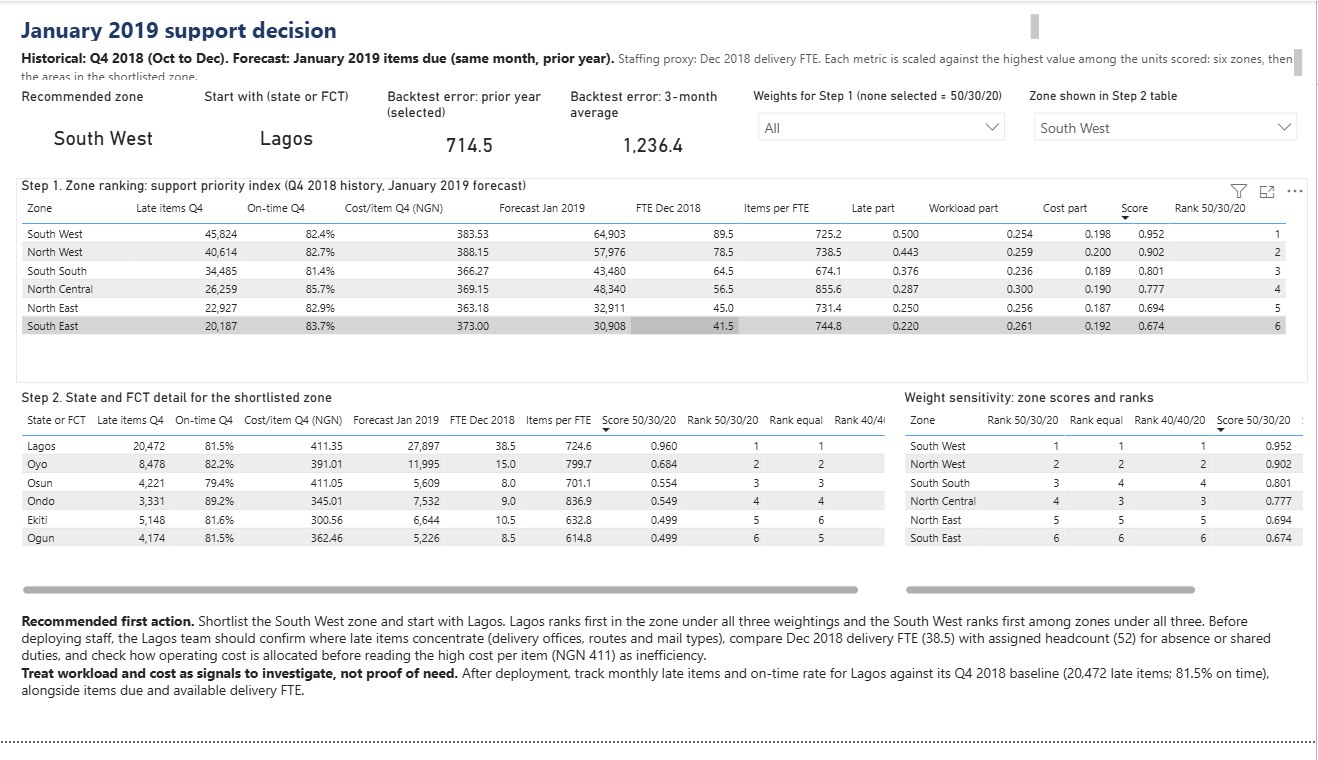 January 2019 support decision
Historical: Q4 2018 (Oct to Dec). Forecast: January 2019 items due (same month, prior year). Staffing proxy: Dec 2018 delivery FTE. Each metric is scaled against the highest value among the units scored: six zones, then
the areas in the shortlisted zone.
Recommended zone
South West
Start with (state or FCT)
Lagos
Backtest error: prior year
(selected)
714.5
Backtest error: 3-month
average
1,236.4
Weights for Step 1 (none selected = 50/30/20)
All
Zone shown in Step 2 table
South West
Step 1. Zone ranking: support priority index (Q4 2018 history, January 2019 forecast)
Zone Late items Q4 On-time Q4 Cost/item Q4 (NGN) Forecast Jan 2019 FTE Dec 2018 Items per FTE Late part Workload part Cost part Score Rank 50/30/20
South West 45,824 82.4% 383.53 64,903 89.5 725.2 0.500 0.254 0.198 0.952 1
North West 40,614 82.7% 388.15 57,976 78.5 738.5 0.443 0.259 0.200 0.902 2
South South 34,485 81.4% 366.27 43,480 64.5 674.1 0.376 0.236 0.189 0.801 3
North Central 26,259 85.7% 369.15 48,340 56.5 855.6 0.287 0.300 0.190 0.777 4
North East 22,927 82.9% 363.18 32,911 45.0 731.4 0.250 0.256 0.187 0.694 5
South East 20,187 83.7% 373.00 30,908 41.5 744.8 0.220 0.261 0.192 0.674 6
Step 2. State and FCT detail for the shortlisted zone
State or FCT Late items Q4 On-time Q4 Cost/item Q4 (NGN) Forecast Jan 2019 FTE Dec 2018 Items per FTE Score 50/30/20 Rank 50/30/20 Rank equal Rank 40/4
Lagos 20,472 81.5% 411.35 27,897 38.5 724.6 0.960 1 1
Oyo 8,478 82.2% 391.01 11,995 15.0 799.7 0.684 2 2
Osun 4,221 79.4% 411.05 5,609 8.0 701.1 0.554 3 3
Ondo 3,331 89.2% 345.01 7,532 9.0 836.9 0.549 4 4
Ekiti 5,148 81.6% 300.56 6,644 10.5 632.8 0.499 5 6
Ogun 4,174 81.5% 362.46 5,226 8.5 614.8 0.499 6 5
Weight sensitivity: zone scores and ranks
Zone Rank 50/30/20 Rank equal Rank 40/40/20 Score 50/30/20
South West 1 1 1 0.952
North West 2 2 2 0.902
South South 3 4 4 0.801
North Central 4 3 3 0.777
North East 5 5 5 0.694
South East 6 6 6 0.674
Recommended first action. Shortlist the South West zone and start with Lagos. Lagos ranks first in the zone under all three weightings and the South West ranks first among zones under all three. Before
deploying staff, the Lagos team should confirm where late items concentrate (delivery offices, routes and mail types), compare Dec 2018 delivery FTE (38.5) with assigned headcount (52) for absence or shared
duties, and check how operating cost is allocated before reading the high cost per item (NGN 411) as inefficiency.
Treat workload and cost as signals to investigate, not proof of need. After deployment, track monthly late items and on-time rate for Lagos against its Q4 2018 baseline (20,472 late items; 81.5% on time),
alongside items due and available delivery FTE.